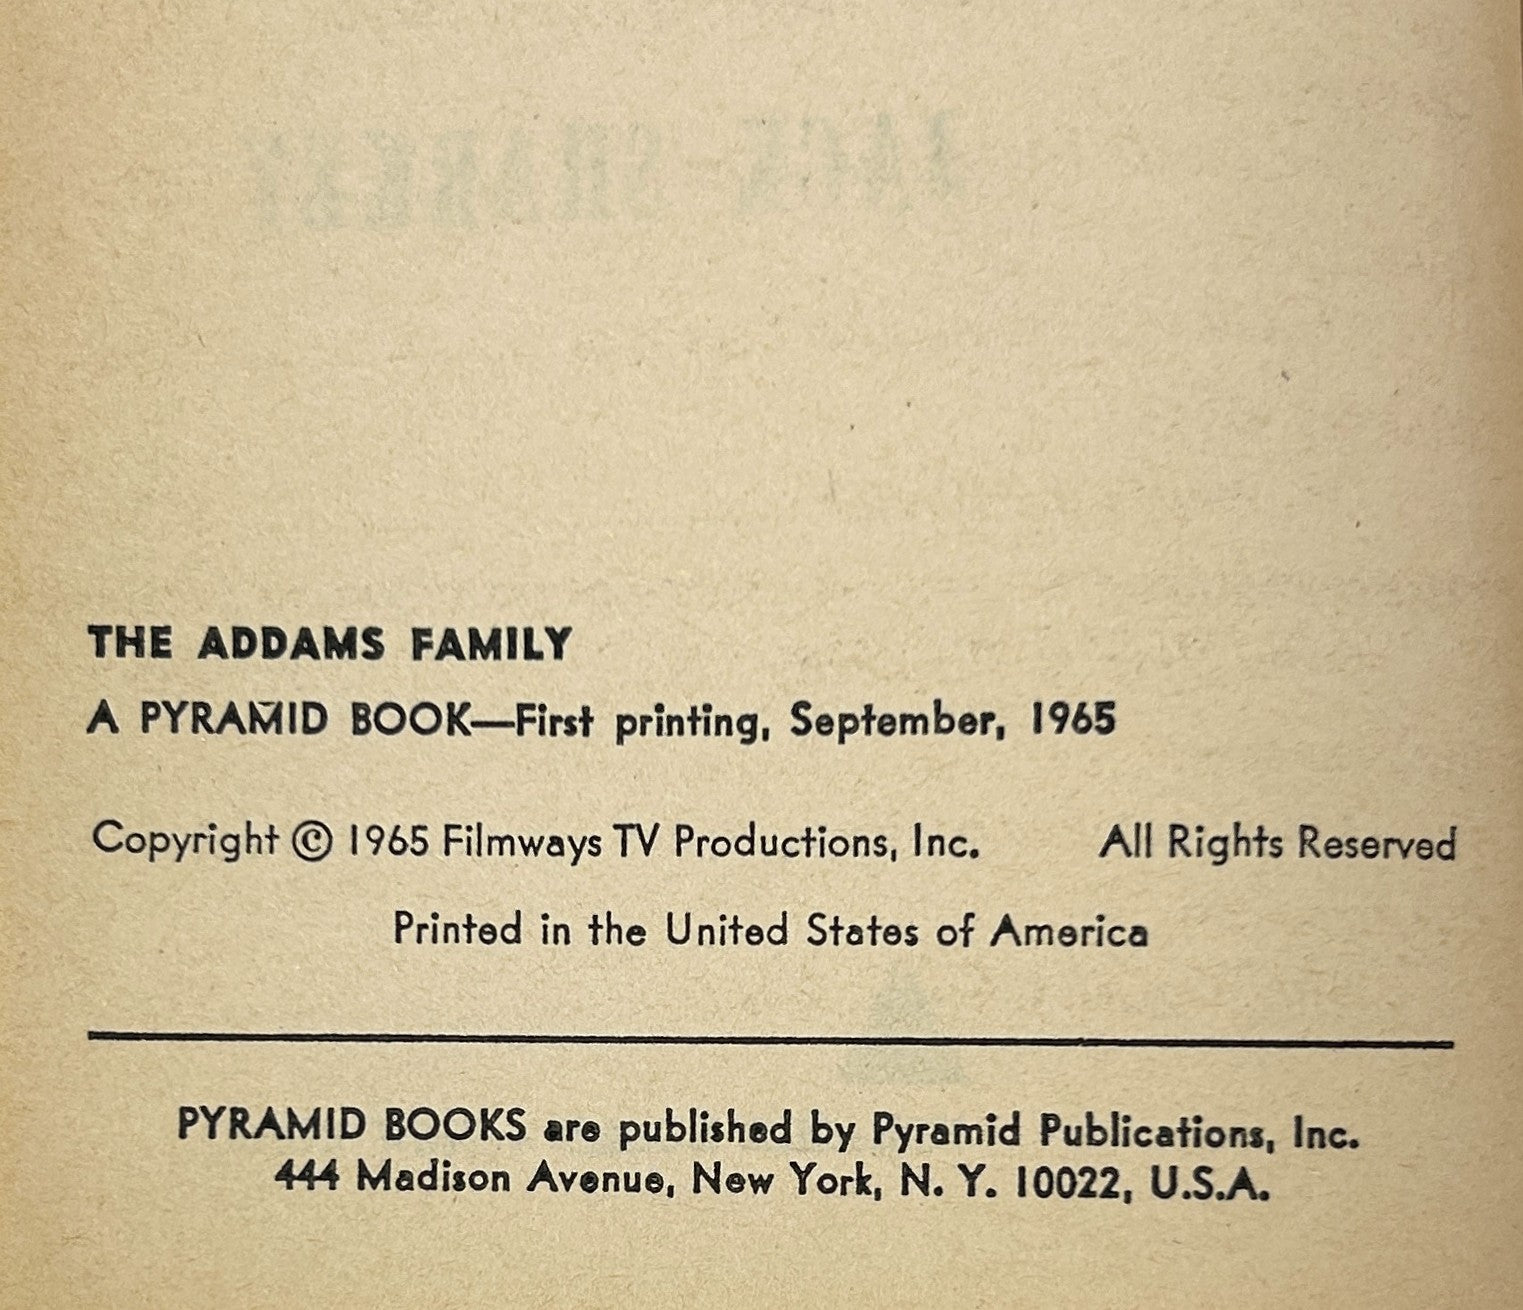 THE ADDAMS FAMILY
A PYRAMID BOOK—First printing, September, 1965
Copyright © 1965 Filmways TV Productions, Inc. All Rights Reserved
Printed in the United States of America
PYRAMID BOOKS are published by Pyramid Publications, Inc.
444 Madison Avenue, New York, N. Y. 10022, U.S.A.